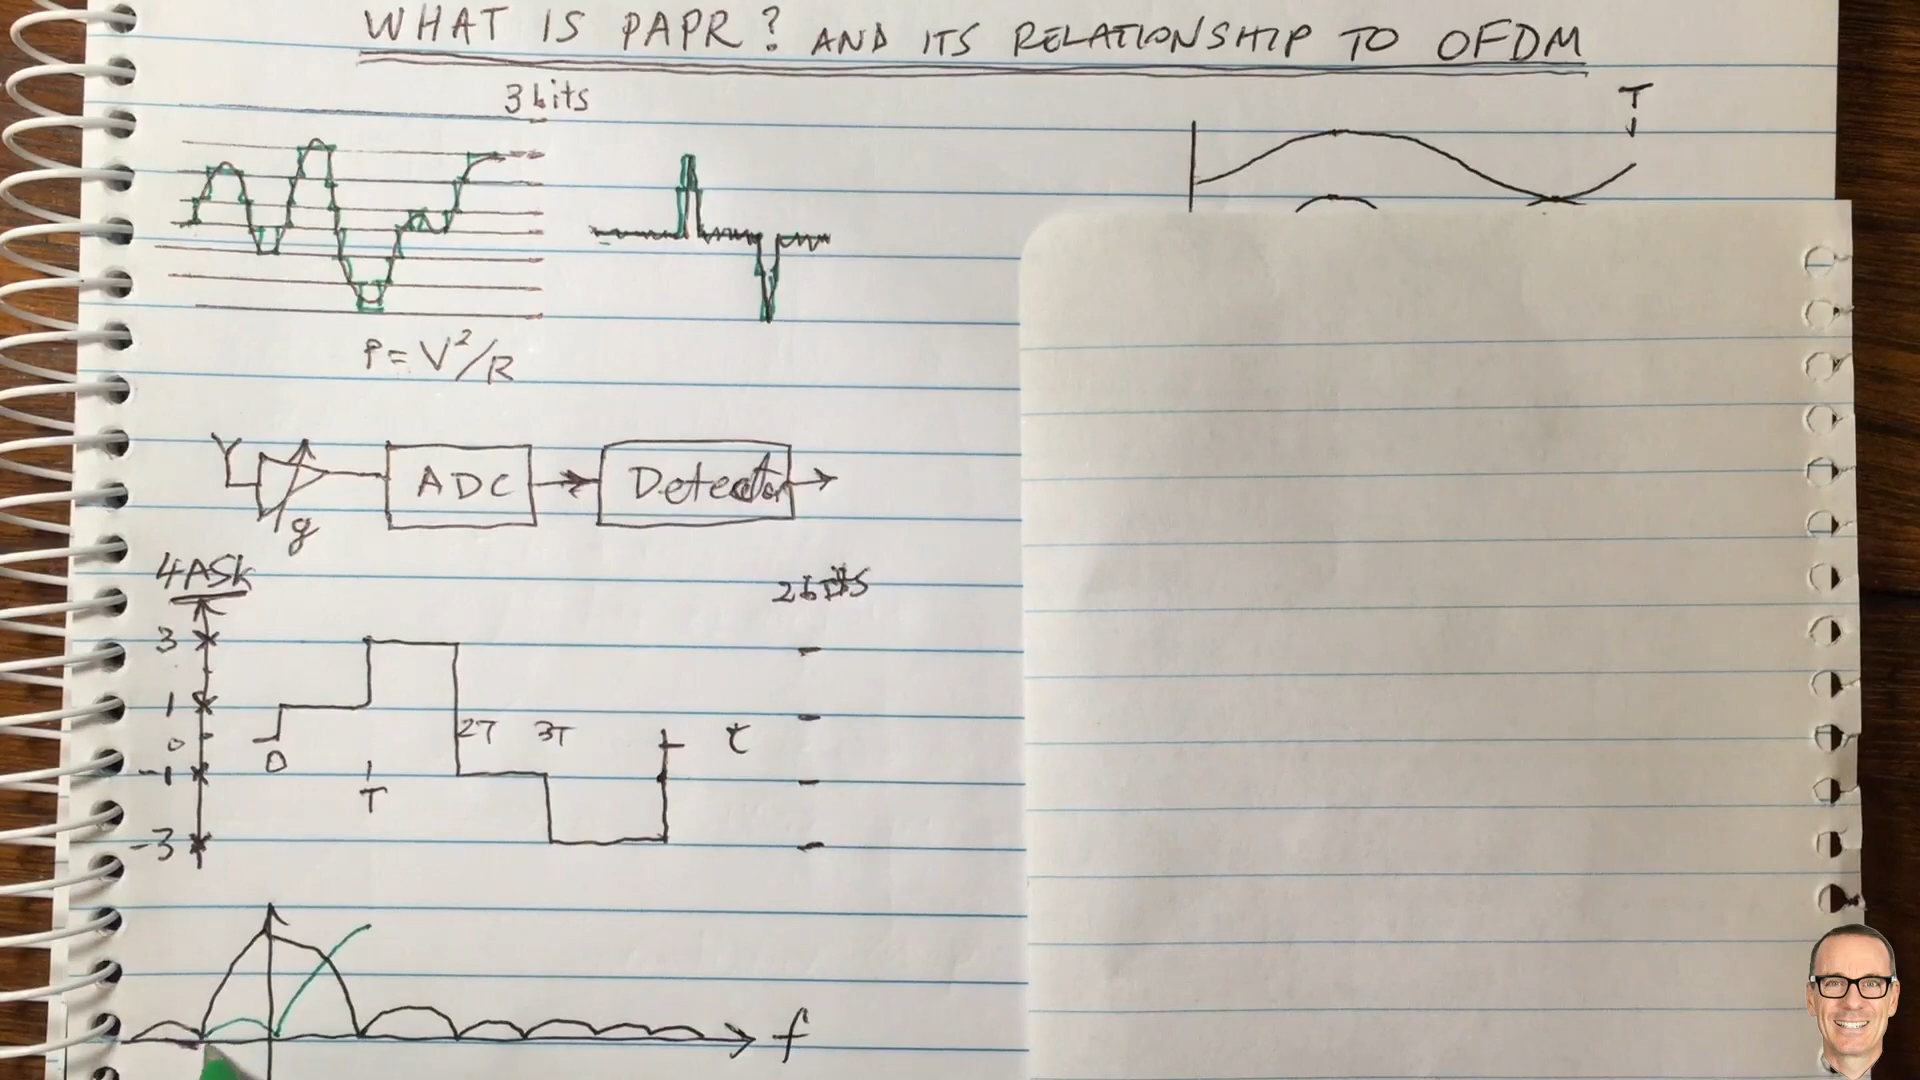 WHAT IS PAPR? AND ITS RELATIONSHIP TO OFDM
3 bits
T
P = V²/R
g
ADC
Detector
4ASK
2 bits
3
1
0
-1
-3
0
T
2T
3T
t
f